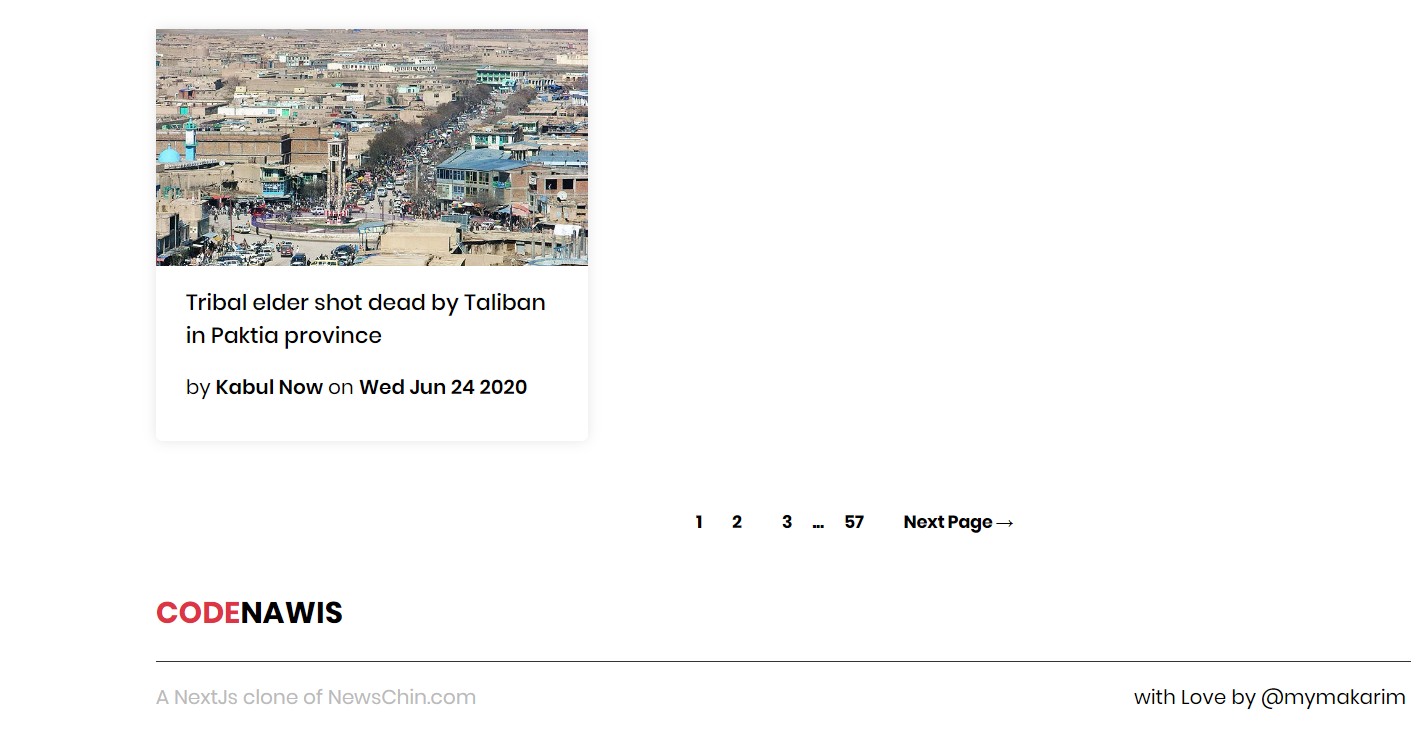 Tribal elder shot dead by Taliban
in Paktia province
by Kabul Now on Wed Jun 24 2020
1 2 3 ... 57 Next Page →
CODENAWIS
A NextJs clone of NewsChin.com
with Love by @mymakarim